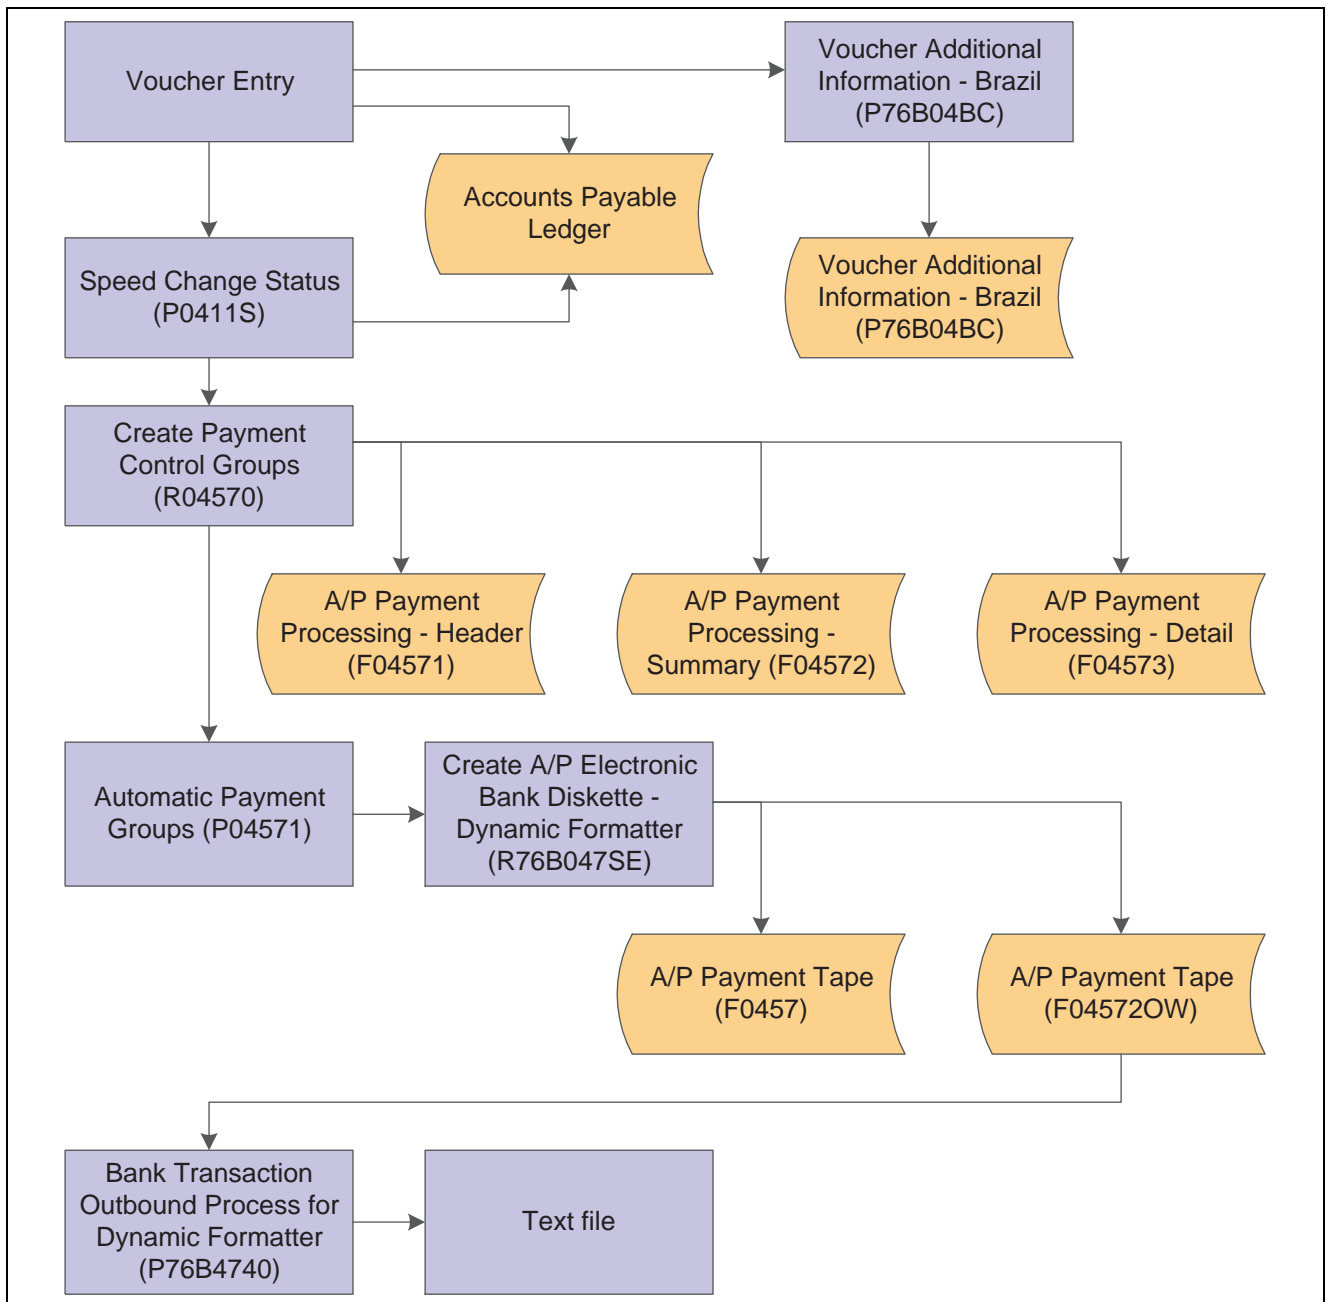 Voucher Entry
Voucher Additional
Information - Brazil
(P76B04BC)
Accounts Payable
Ledger
Speed Change Status
(P0411S)
Voucher Additional
Information - Brazil
(P76B04BC)
Create Payment
Control Groups
(R04570)
A/P Payment
Processing - Header
(F04571)
A/P Payment
Processing -
Summary (F04572)
A/P Payment
Processing - Detail
(F04573)
Automatic Payment
Groups (P04571)
Create A/P Electronic
Bank Diskette -
Dynamic Formatter
(R76B047SE)
A/P Payment Tape
(F0457)
A/P Payment Tape
(F04572OW)
Bank Transaction
Outbound Process for
Dynamic Formatter
(P76B4740)
Text file